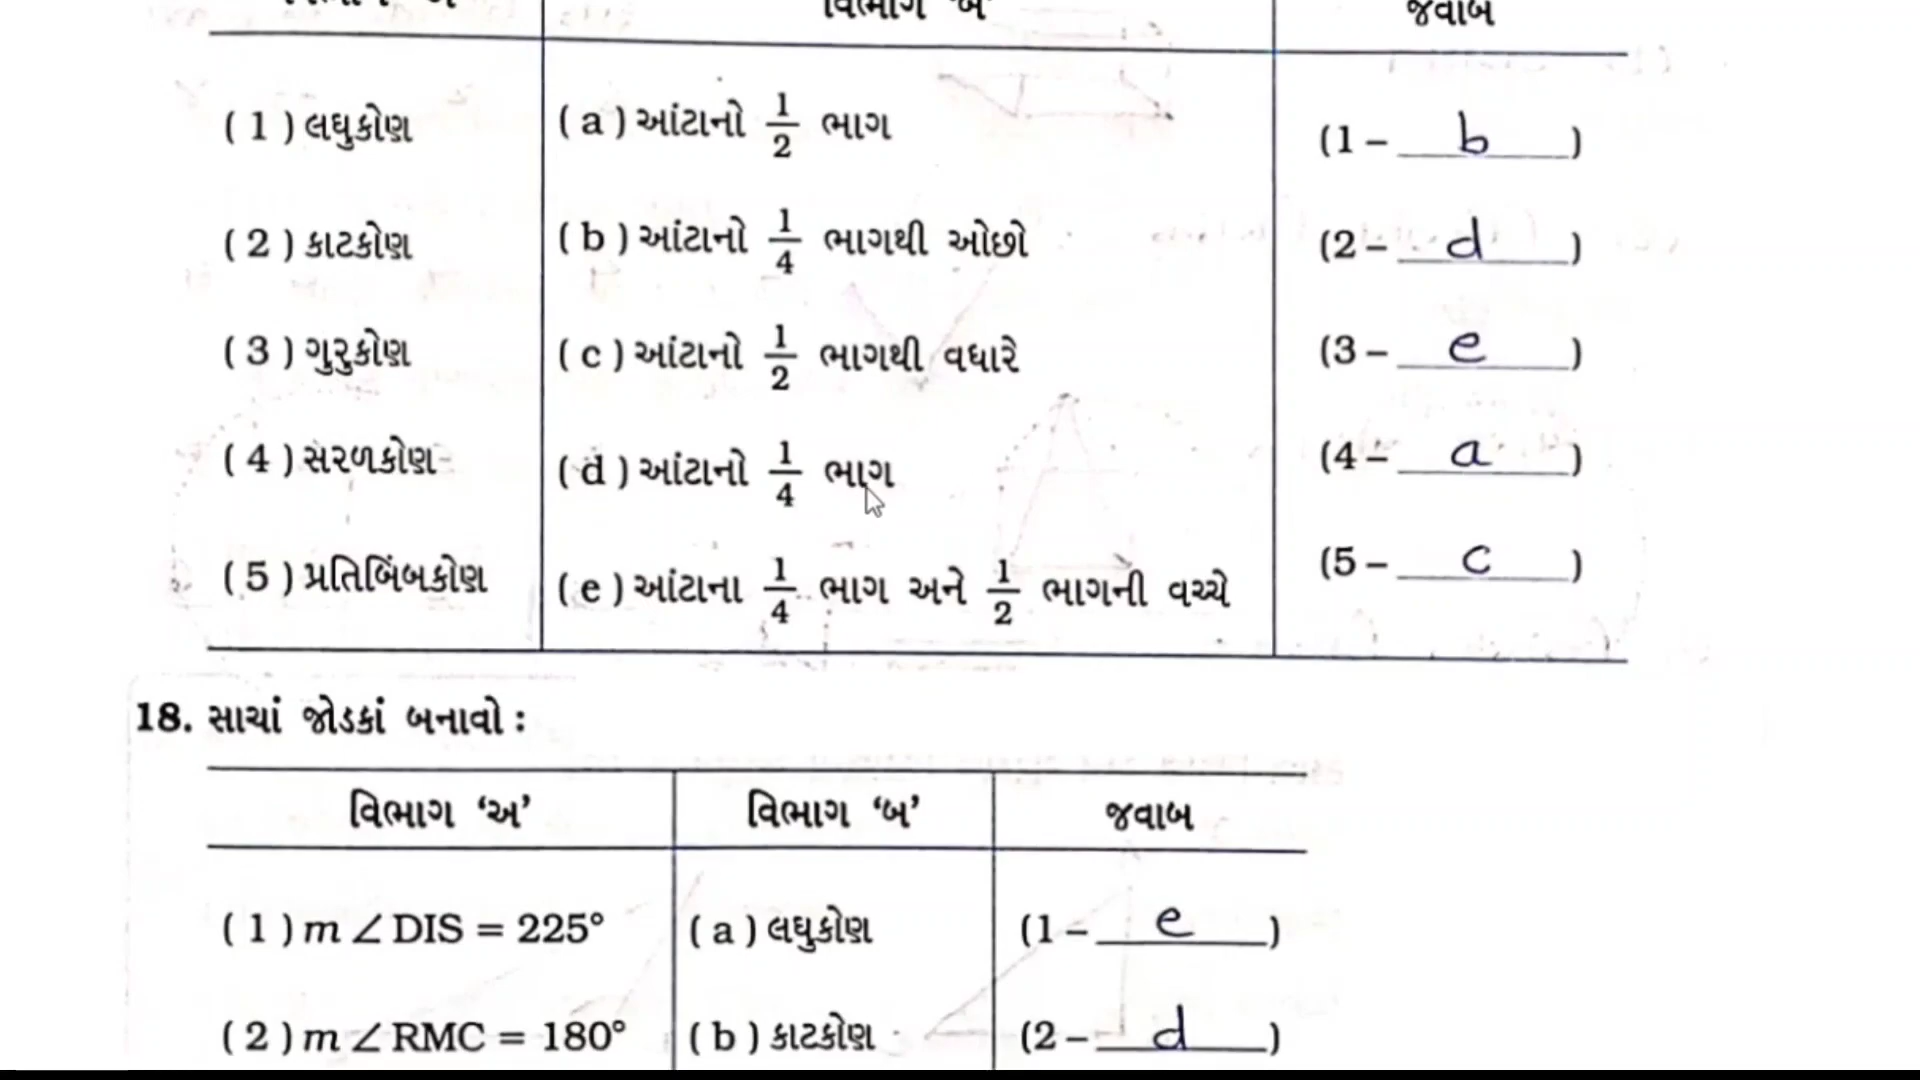 વિભાગ 'બ' જવાબ
( 1 ) લઘુકોણ ( a ) આંટાનો 1/2 ભાગ (1 – b )
( 2 ) કાટકોણ ( b ) આંટાનો 1/4 ભાગથી ઓછો (2 – d )
( 3 ) ગુરુકોણ ( c ) આંટાનો 1/2 ભાગથી વધારે (3 – e )
( 4 ) સરળકોણ ( d ) આંટાનો 1/4 ભાગ (4 – a )
( 5 ) પ્રતિબિંબકોણ ( e ) આંટાના 1/4 ભાગ અને 1/2 ભાગની વચ્ચે (5 – c )
18. સાચાં જોડકાં બનાવો :
વિભાગ 'અ' વિભાગ 'બ' જવાબ
( 1 ) m ∠ DIS = 225° ( a ) લઘુકોણ (1 – e )
( 2 ) m ∠ RMC = 180° ( b ) કાટકોણ (2 – d )